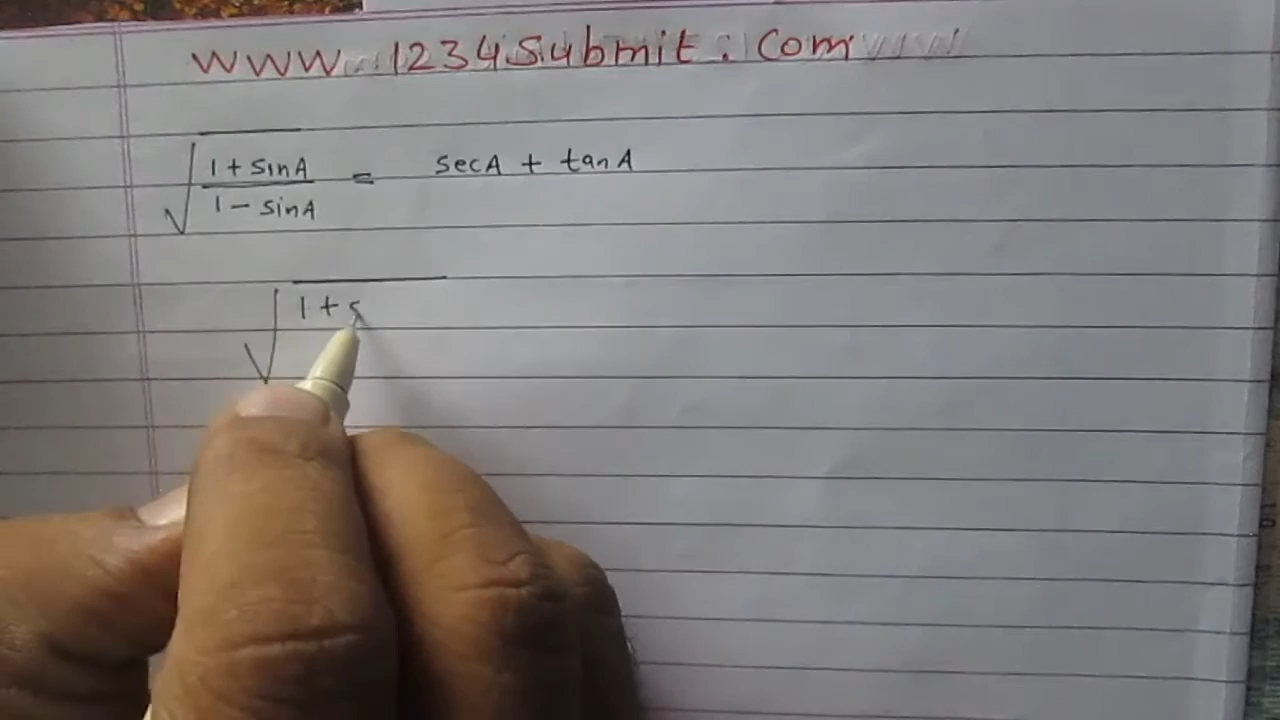 www.1234submit.com
√(1 + sinA / 1 - sinA) = secA + tanA
√ 1 + s